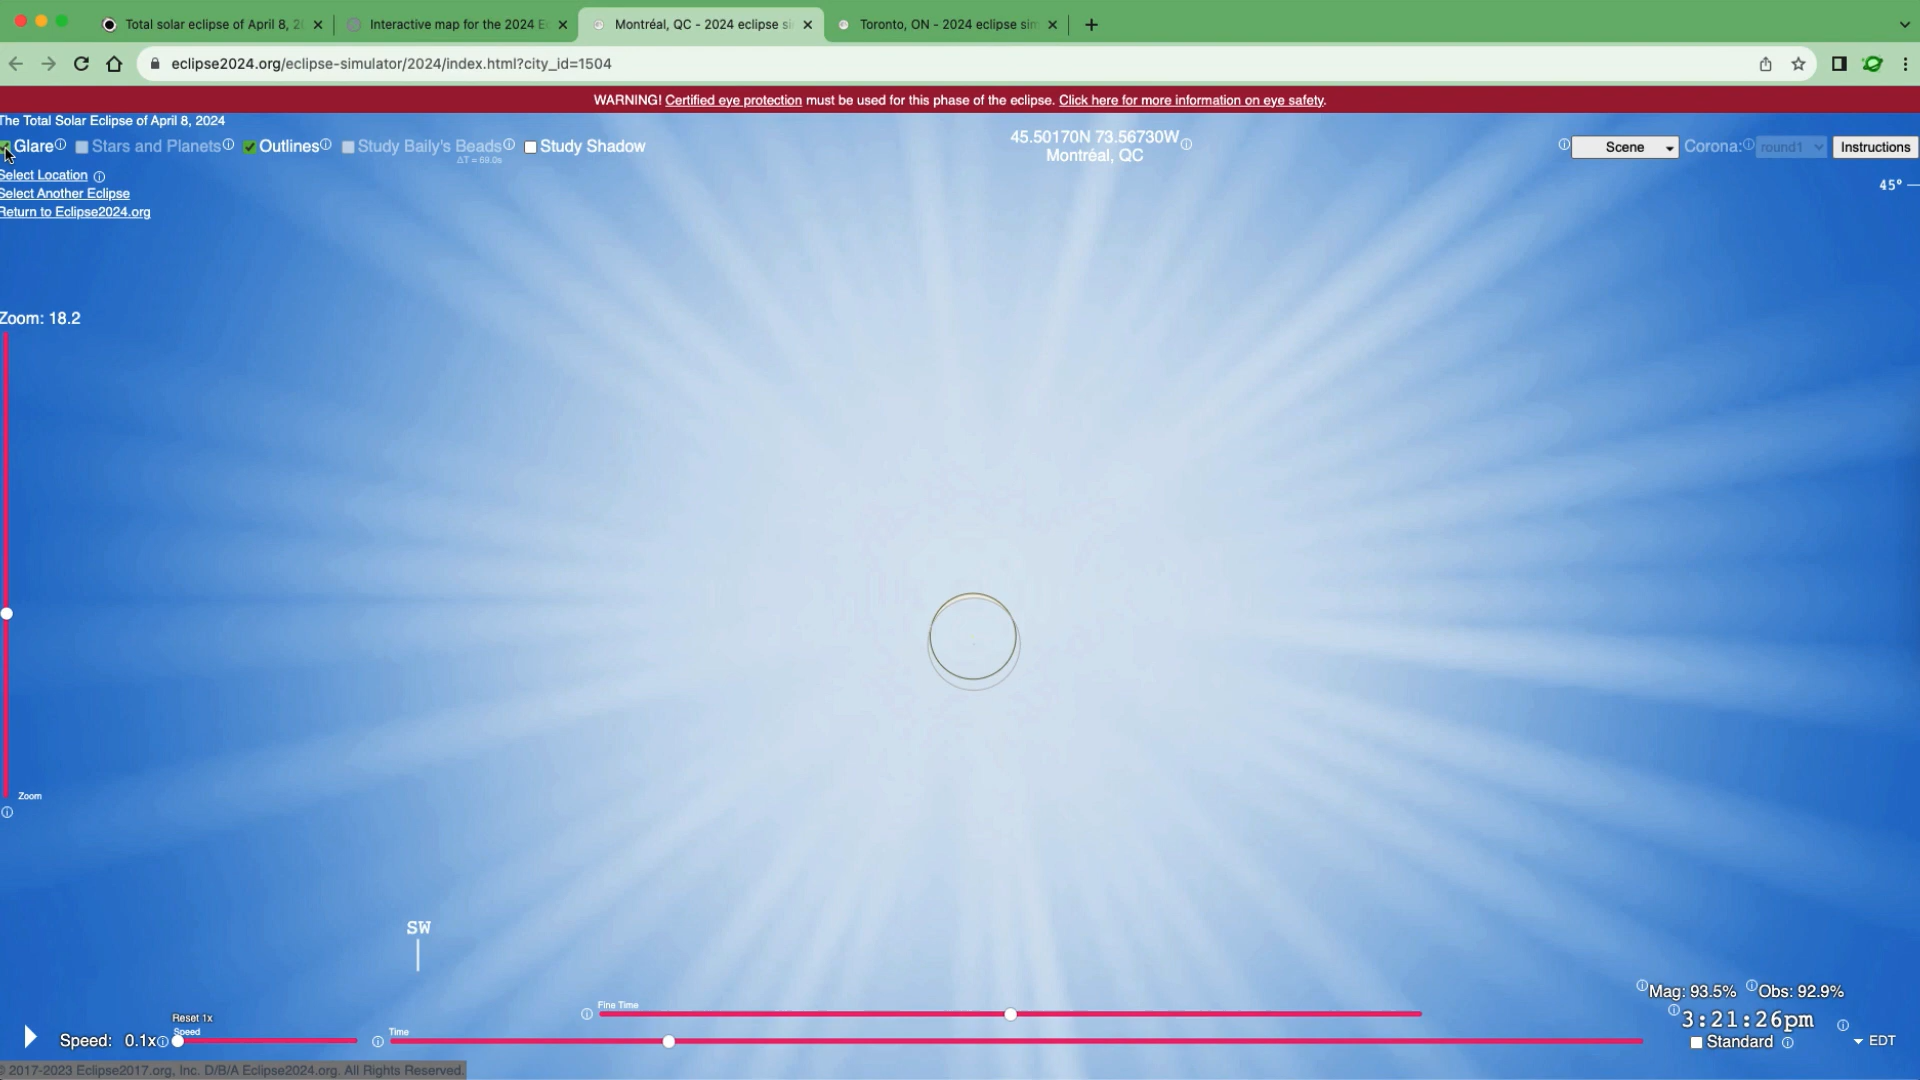 Total solar eclipse of April 8, 2
Interactive map for the 2024 Ec
Montréal, QC - 2024 eclipse si
Toronto, ON - 2024 eclipse sim
eclipse2024.org/eclipse-simulator/2024/index.html?city_id=1504
WARNING! Certified eye protection must be used for this phase of the eclipse. Click here for more information on eye safety.
The Total Solar Eclipse of April 8, 2024
Glare Stars and Planets Outlines Study Baily's Beads Study Shadow
ΔT = 69.0s
45.50170N 73.56730W
Montréal, QC
Scene Corona: round1 Instructions
Select Location
45°
Select Another Eclipse
Return to Eclipse2024.org
Zoom: 18.2
Zoom
SW
Mag: 93.5% Obs: 92.9%
Fine Time
Reset 1x
3:21:26pm
Speed
Time
Speed: 0.1x
Standard
EDT
© 2017-2023 Eclipse2017.org, Inc. D/B/A Eclipse2024.org. All Rights Reserved.